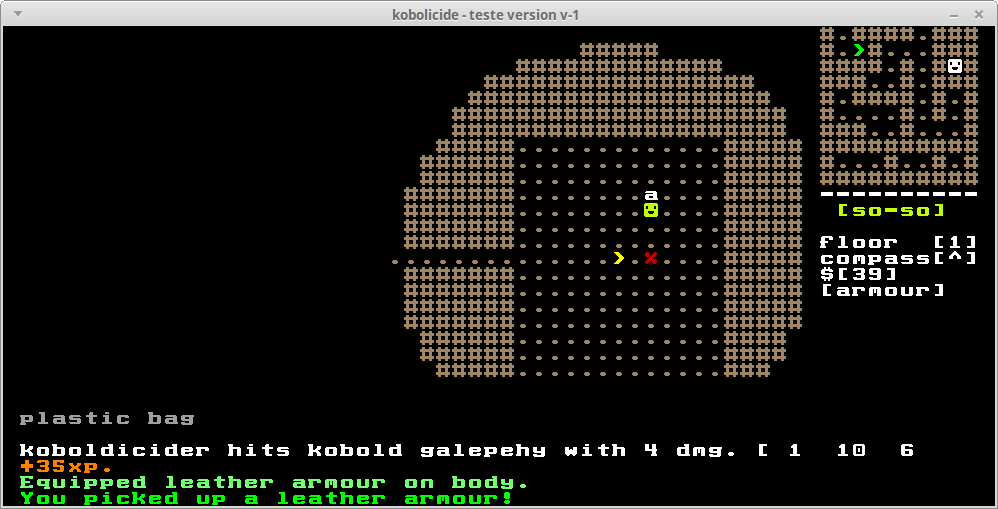 kobolicide - teste version v-1
[so-so]
floor [1]
compass[^]
$[39]
[armour]
a
plastic bag
koboldicider hits kobold galepehy with 4 dmg. [ 1 10 6
+35xp.
Equipped leather armour on body.
You picked up a leather armour!